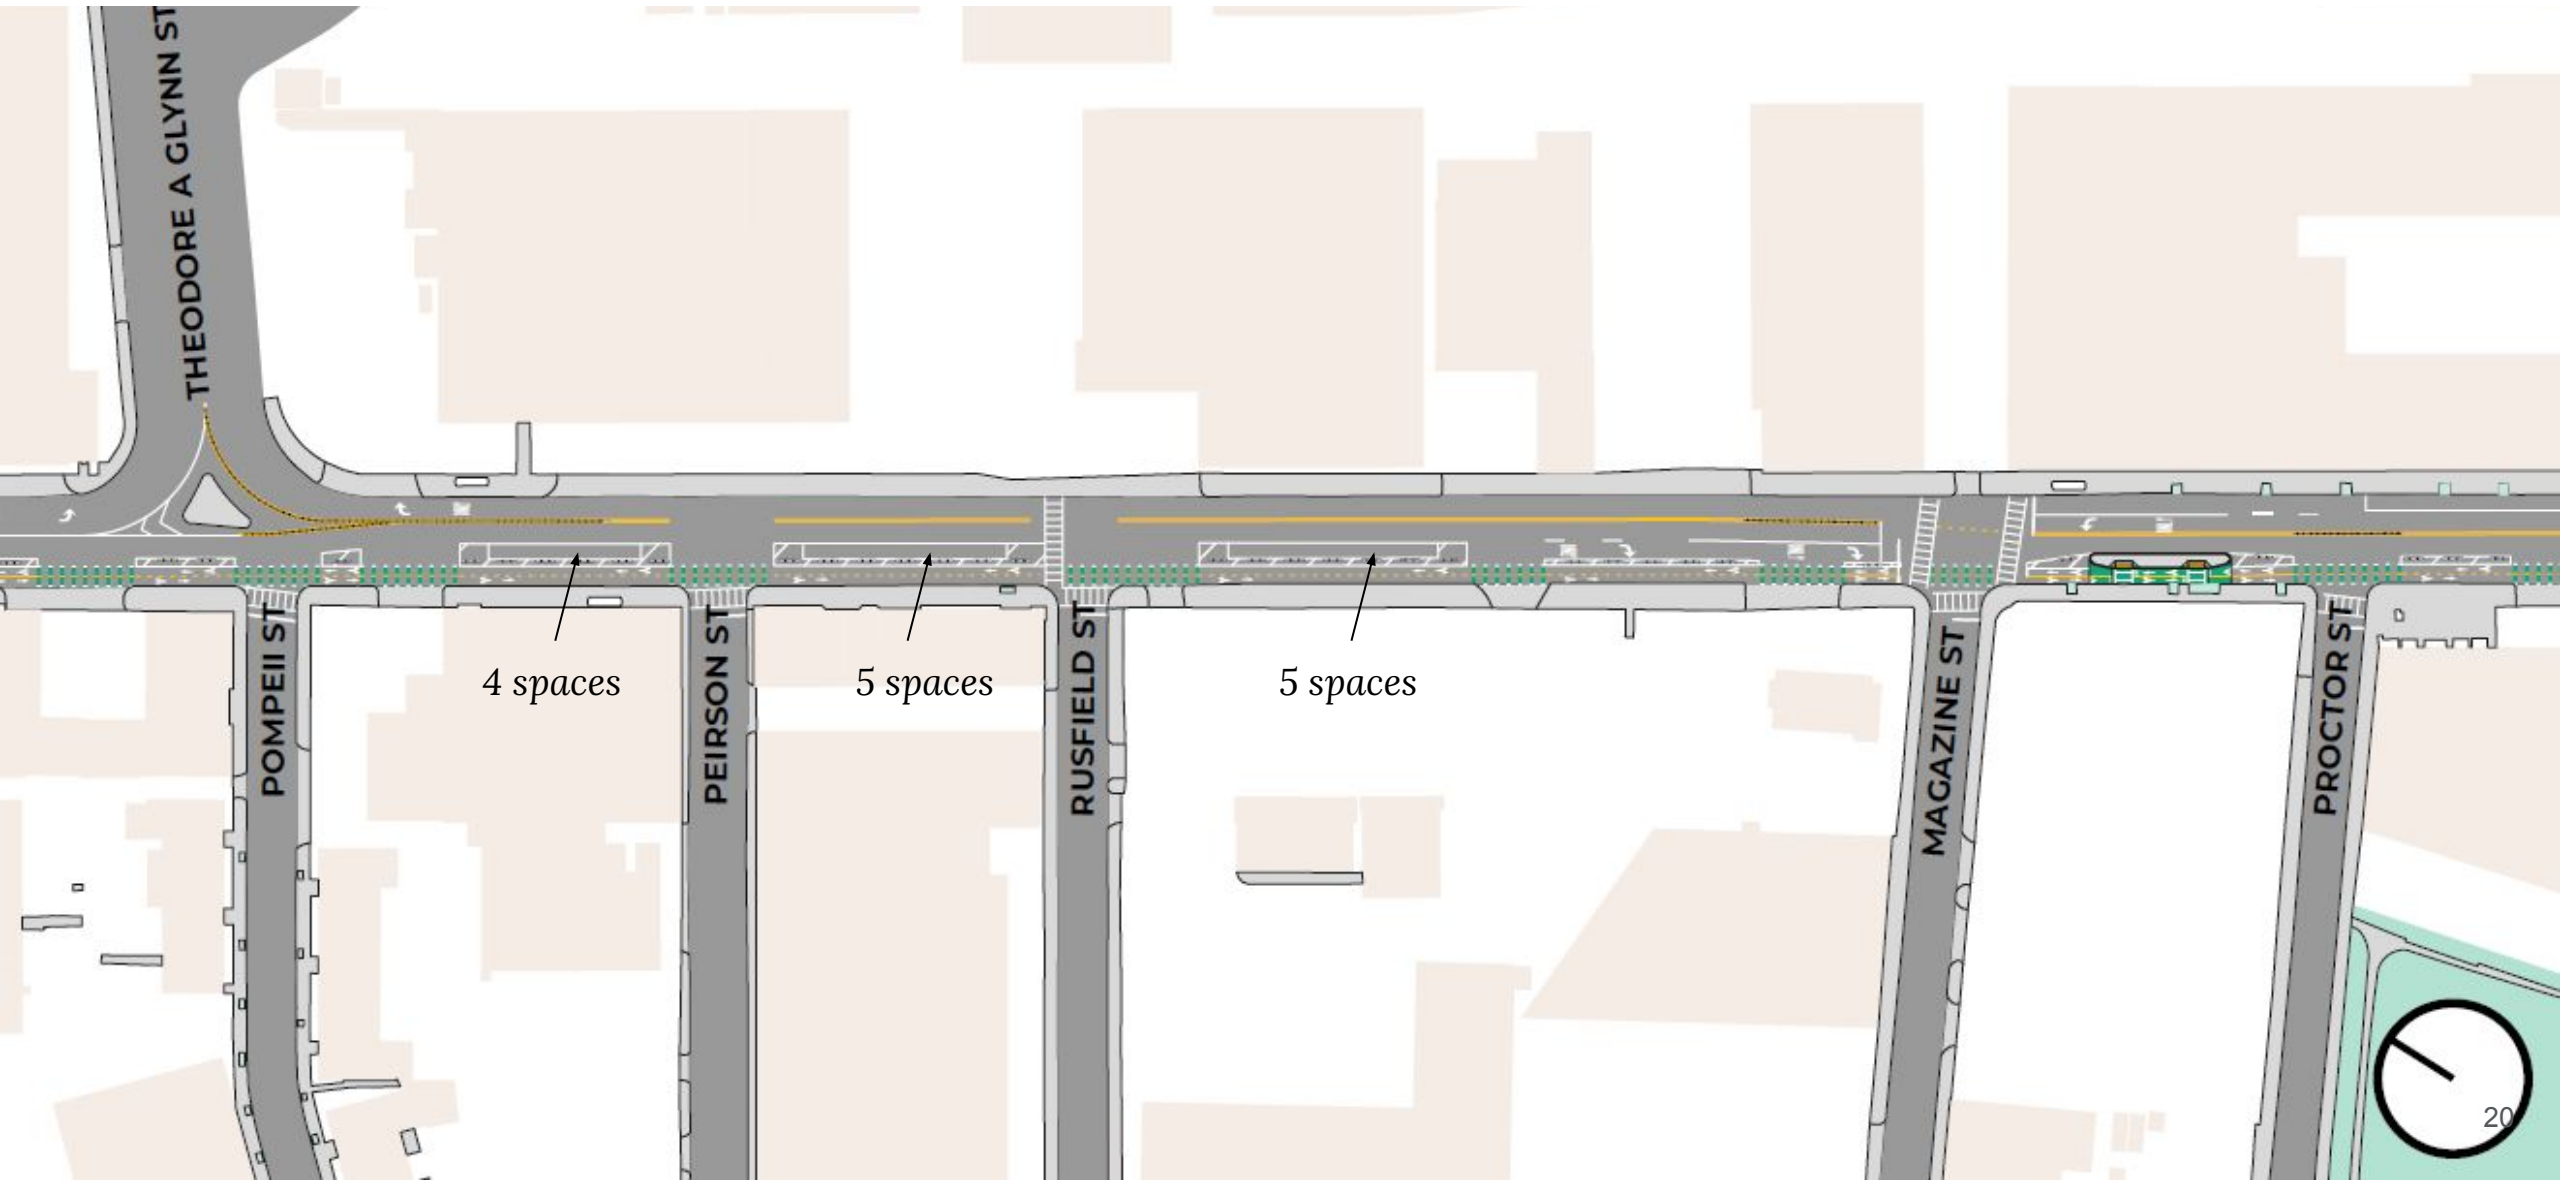 THEODORE A GLYNN ST
4 spaces
5 spaces
5 spaces
POMPEII ST
PEIRSON ST
RUSFIELD ST
MAGAZINE ST
PROCTOR ST
20